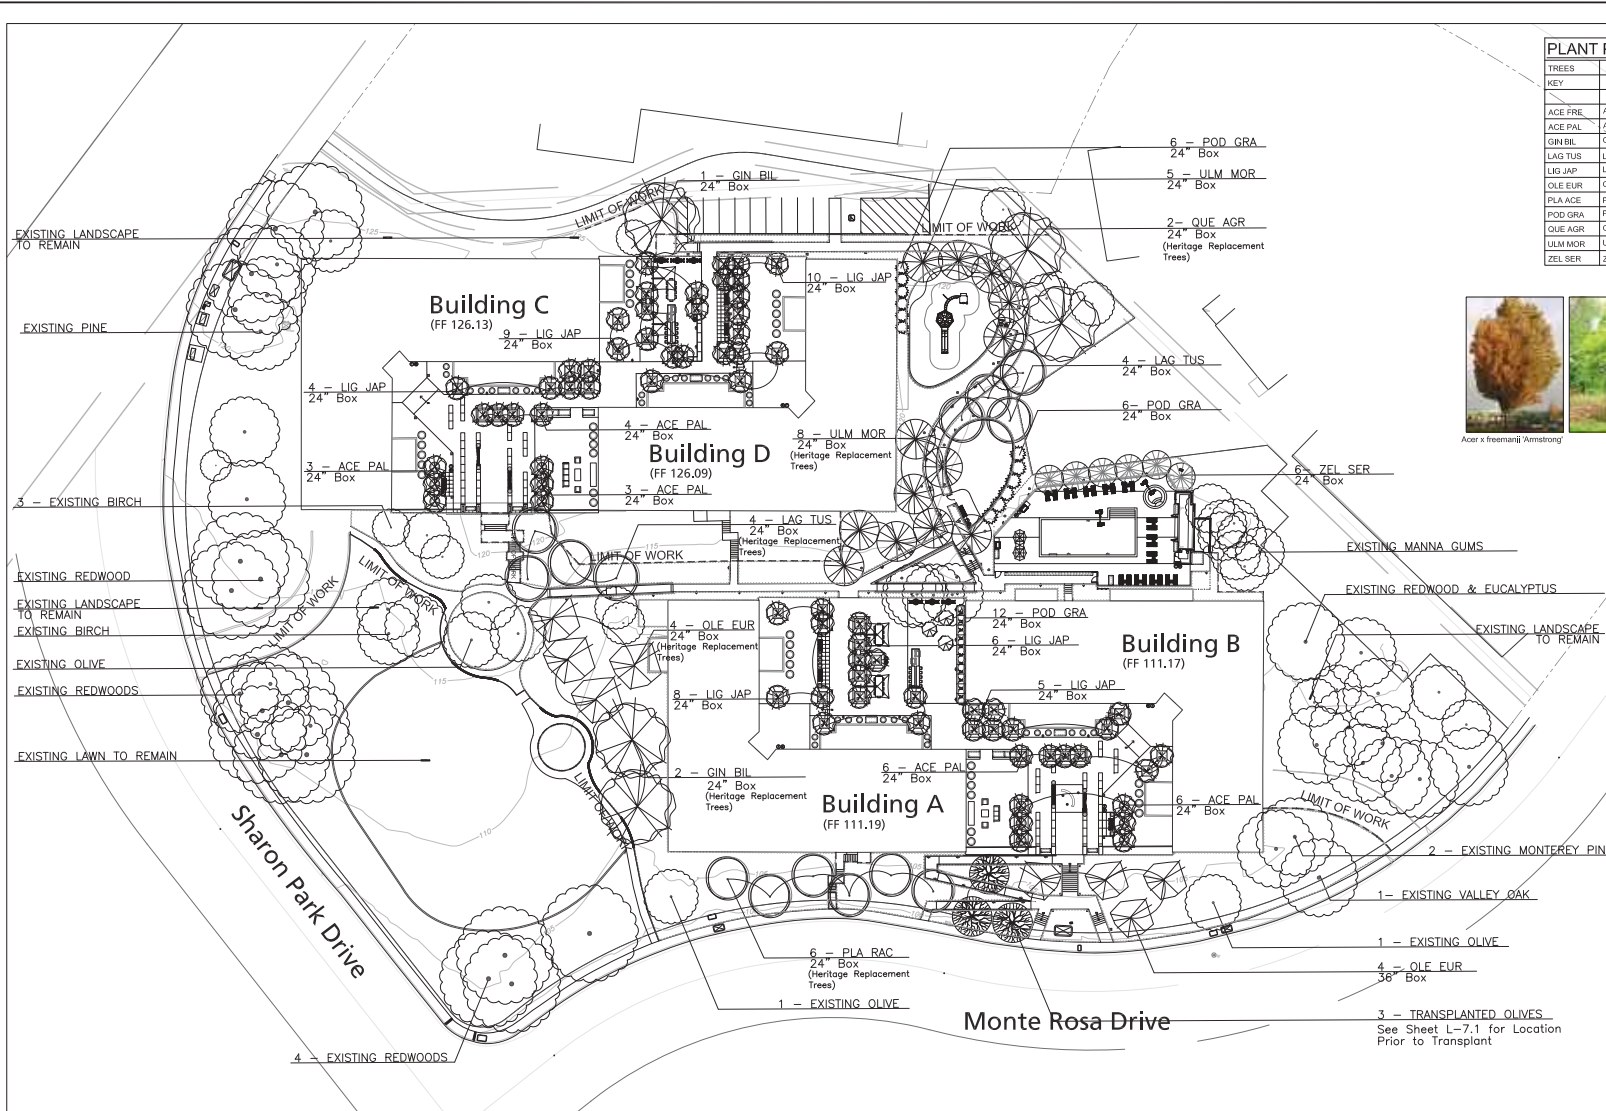 PLANT
TREES
KEY
ACE FRE
ACE PAL
GIN BIL
LAG TUS
LIG JAP
OLE EUR
PLA ACE
POD GRA
QUE AGR
ULM MOR
ZEL SER
Acer x freemanii 'Armstrong'
6 – POD GRA
24" Box
5 – ULM MOR
24" Box
2– QUE AGR
24" Box
(Heritage Replacement
Trees)
1 – GIN BIL
24" Box
LIMIT OF WORK
LIMIT OF WORK
EXISTING LANDSCAPE
TO REMAIN
125
125
120
10 – LIG JAP
24" Box
Building C
(FF 126.13)
EXISTING PINE
9 – LIG JAP
24" Box
4 – LAG TUS
24" Box
4 – LIG JAP
24" Box
6– POD GRA
24" Box
4 – ACE PAL
24" Box
8 – ULM MOR
24" Box
(Heritage Replacement
Trees)
Building D
(FF 126.09)
3 – ACE PAL
24" Box
6– ZEL SER
24" Box
3 – EXISTING BIRCH
3 – ACE PAL
24" Box
4 – LAG TUS
24" Box
(Heritage Replacement
Trees)
LIMIT OF WORK
120
120
115
EXISTING MANNA GUMS
LIMIT OF WORK
EXISTING REDWOOD
LIMIT OF WORK
EXISTING REDWOOD & EUCALYPTUS
EXISTING LANDSCAPE
TO REMAIN
EXISTING BIRCH
4 – OLE EUR
24" Box
(Heritage Replacement
Trees)
12 – POD GRA
24" Box
6 – LIG JAP
24" Box
Building B
(FF 111.17)
EXISTING LANDSCAPE
TO REMAIN
EXISTING OLIVE
115
EXISTING REDWOODS
8 – LIG JAP
24" Box
5 – LIG JAP
24" Box
EXISTING LAWN TO REMAIN
2 – GIN BIL
24" Box
(Heritage Replacement
Trees)
6 – ACE PAL
24" Box
LIMIT OF WORK
Building A
(FF 111.19)
6 – ACE PAL
24" Box
LIMIT OF WORK
110
2 – EXISTING MONTEREY PIN
Sharon Park Drive
105
105
105
1– EXISTING VALLEY OAK
6 – PLA RAC
24" Box
(Heritage Replacement
Trees)
1 – EXISTING OLIVE
4 – OLE EUR
36" Box
1 – EXISTING OLIVE
Monte Rosa Drive
3 – TRANSPLANTED OLIVES
See Sheet L–7.1 for Location
Prior to Transplant
4 – EXISTING REDWOODS